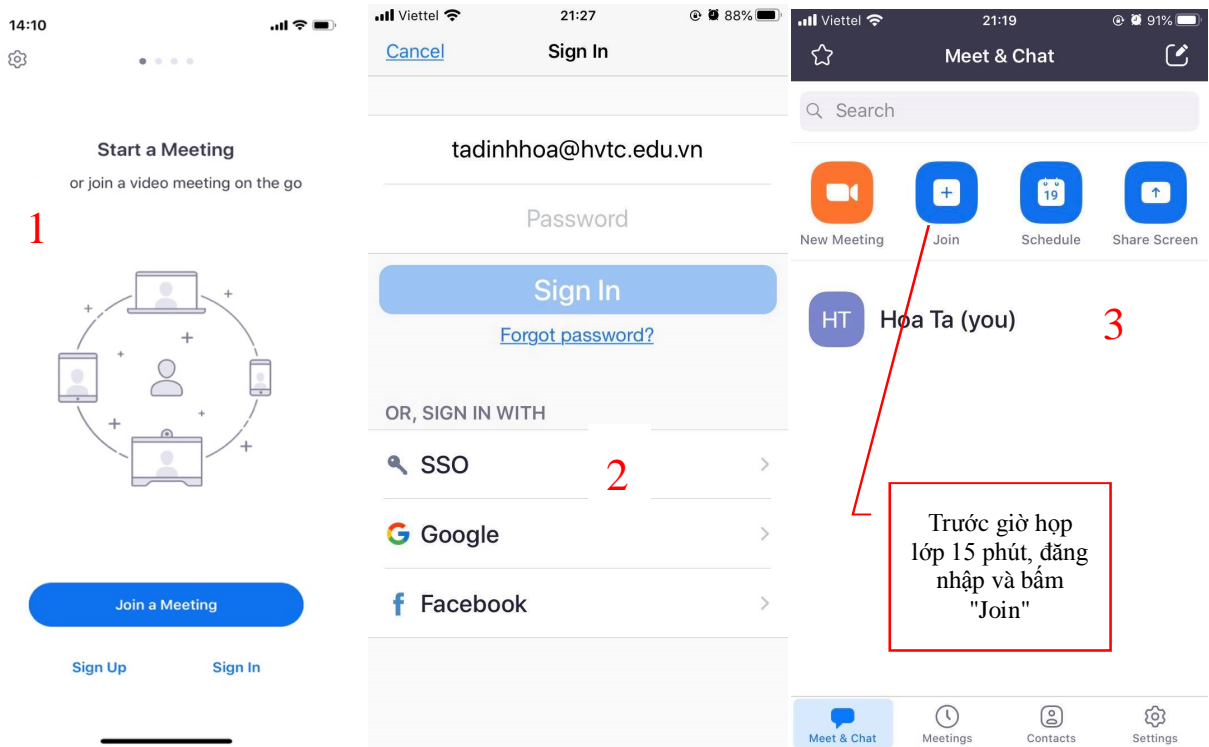 14:10
Start a Meeting
or join a video meeting on the go
1
Join a Meeting
Sign Up
Sign In
Viettel
21:27
88%
Cancel
Sign In
tadinhhoa@hvtc.edu.vn
Password
Sign In
Forgot password?
OR, SIGN IN WITH
SSO
2
Google
Facebook
Viettel
21:19
91%
Meet & Chat
Search
19
New Meeting
Join
Schedule
Share Screen
HT
Hoa Ta (you)
3
Trước giờ họp
lớp 15 phút, đăng
nhập và bấm
"Join"
Meet & Chat
Meetings
Contacts
Settings